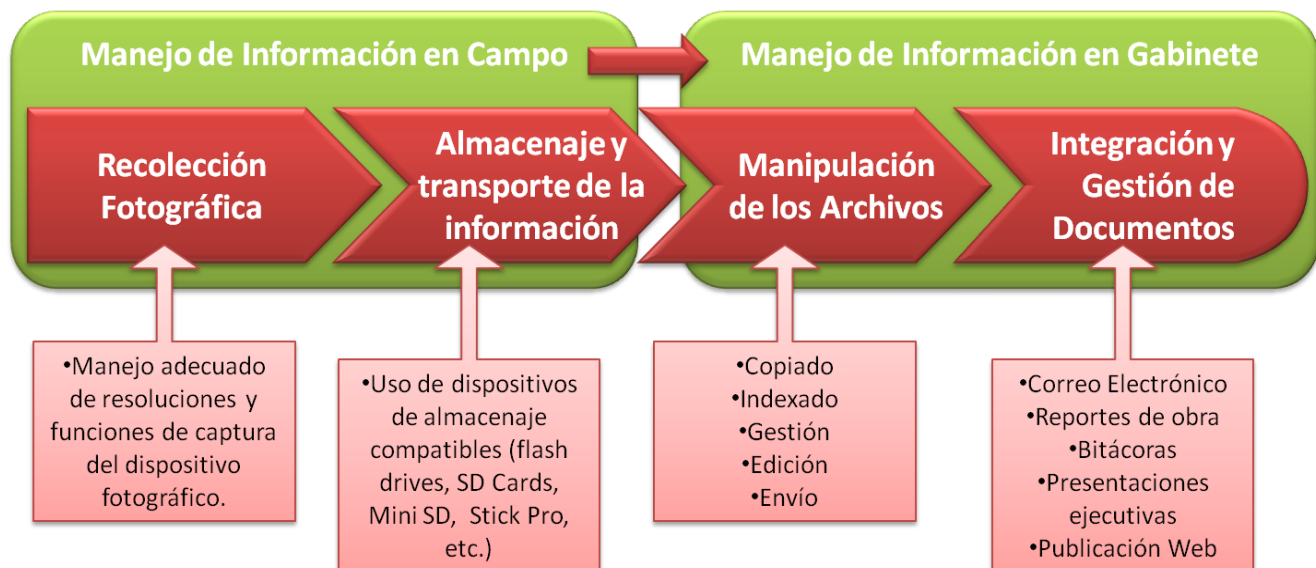 Manejo de Información en Campo
Manejo de Información en Gabinete
Recolección
Fotográfica
Almacenaje y
transporte de la
información
Manipulación
de los Archivos
Integración y
Gestión de
Documentos
•Manejo adecuado
de resoluciones y
funciones de captura
del dispositivo
fotográfico.
•Uso de dispositivos
de almacenaje
compatibles (flash
drives, SD Cards,
Mini SD, Stick Pro,
etc.)
•Copiado
•Indexado
•Gestión
•Edición
•Envío
•Correo Electrónico
•Reportes de obra
•Bitácoras
•Presentaciones
ejecutivas
•Publicación Web